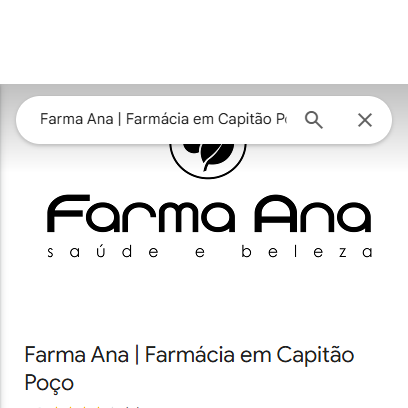 Farma Ana | Farmácia em Capitão Po
Farma Ana
saúde e beleza
Farma Ana | Farmácia em Capitão
Poço